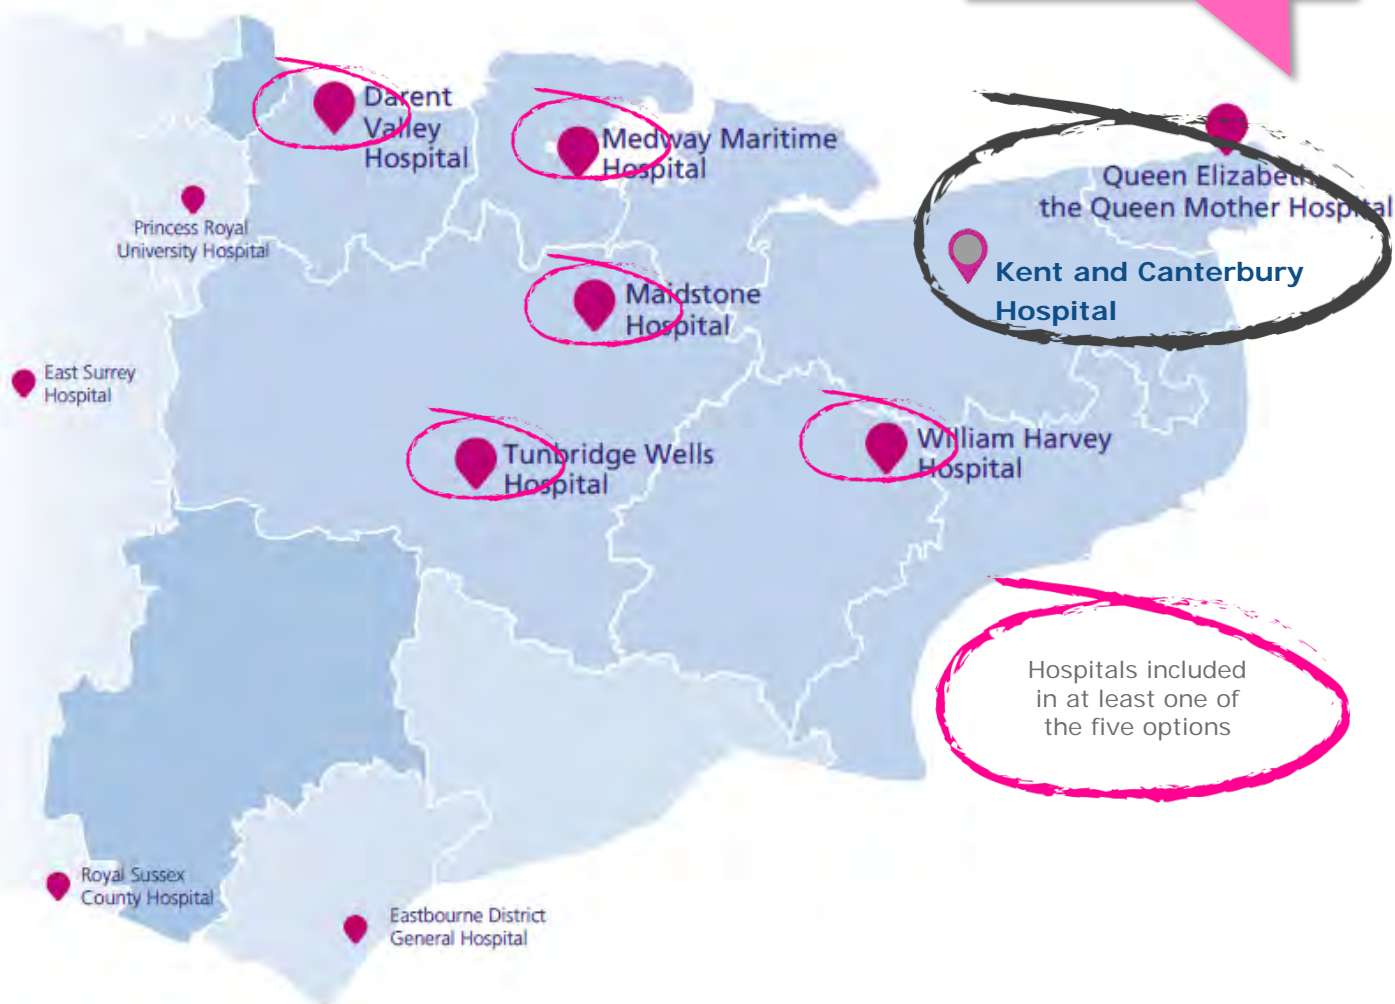 Darent
Valley
Hospital
Medway Maritime
Hospital
Queen Elizabeth
the Queen Mother Hospital
Princess Royal
University Hospital
Kent and Canterbury
Hospital
Maidstone
Hospital
East Surrey
Hospital
Tunbridge Wells
Hospital
William Harvey
Hospital
Hospitals included
in at least one of
the five options
Royal Sussex
County Hospital
Eastbourne District
General Hospital